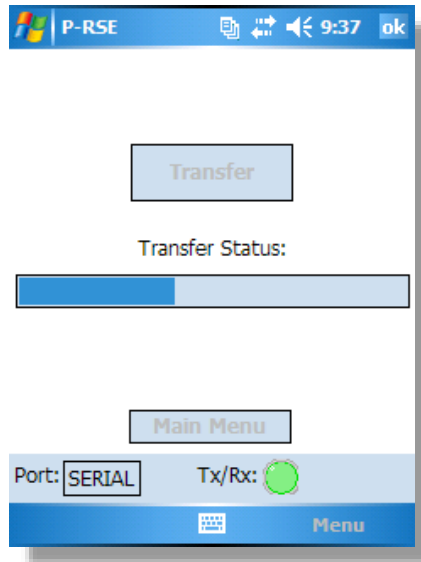 P-RSE 9:37 ok
Transfer
Transfer Status:
Main Menu
Port: SERIAL Tx/Rx:
Menu